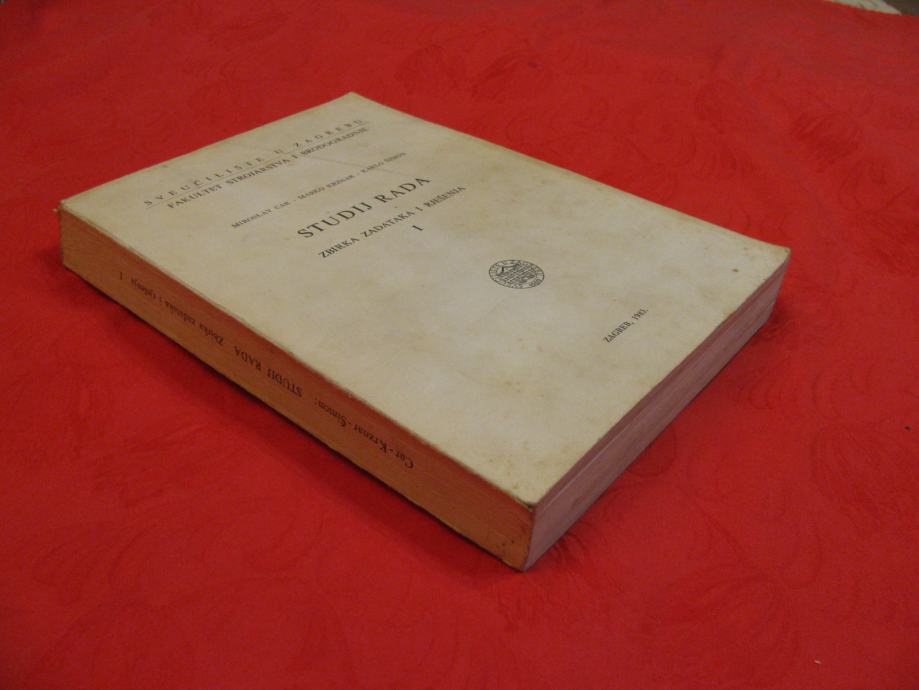 SVEUČILIŠTE U ZAGREBU
FAKULTET STROJARSTVA I BRODOGRADNJE
MIROSLAV CAR - MARKO KRZNAR - KARLO ŠIMON
STUDIJ RADA
ZBIRKA ZADATAKA I RJEŠENJA
I
ZAGREB, 1983.
Car-Krznar-Šimon: STUDIJ RADA Zbirka zadataka i rješenja I